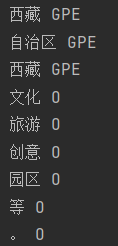 西藏 GPE
自治区 GPE
西藏 GPE
文化 O
旅游 O
创意 O
园区 O
等 O
。 O